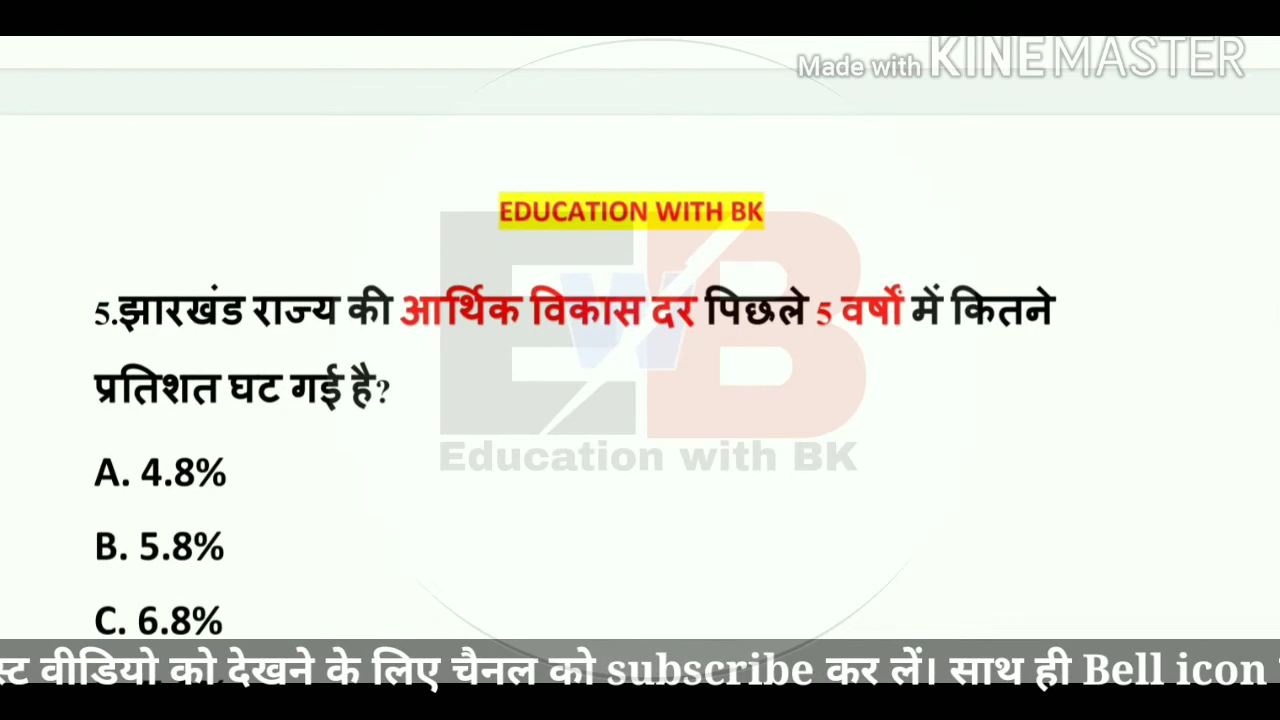 Made with KINEMASTER
EDUCATION WITH BK
5.झारखंड राज्य की आर्थिक विकास दर पिछले 5 वर्षों में कितने
प्रतिशत घट गई है?
EWB
Education with BK
A. 4.8%
B. 5.8%
C. 6.8%
वीडियो को देखने के लिए चैनल को subscribe कर लें। साथ ही Bell icon